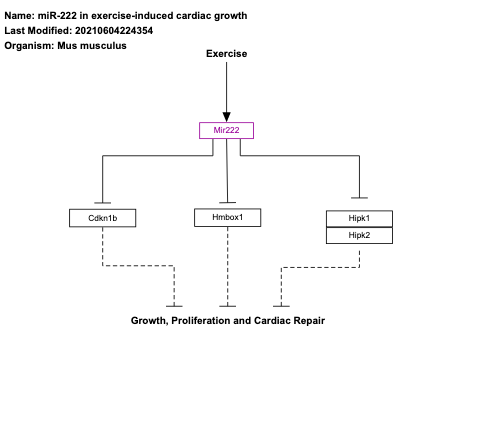 Name: miR-222 in exercise-induced cardiac growth
Last Modified: 20210604224354
Organism: Mus musculus
Exercise
Mir222
Cdkn1b
Hmbox1
Hipk1
Hipk2
Growth, Proliferation and Cardiac Repair